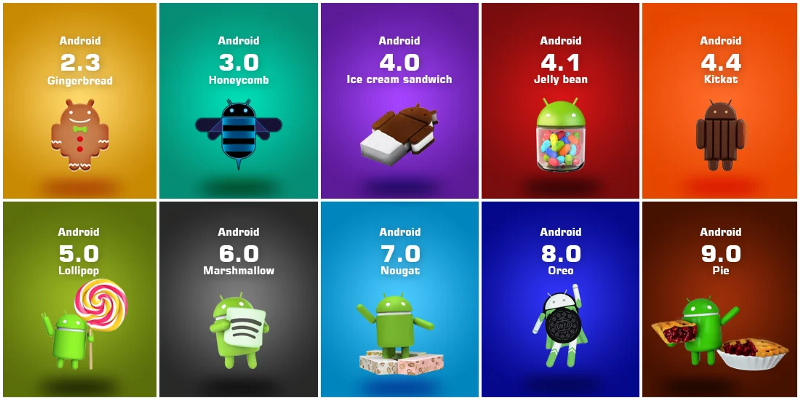 Android
2.3
Gingerbread
Android
3.0
Honeycomb
Android
4.0
Ice cream sandwich
Android
4.1
Jelly bean
Android
4.4
Kitkat
Android
5.0
Lollipop
Android
6.0
Marshmallow
Android
7.0
Nougat
Android
8.0
Oreo
Android
9.0
Pie